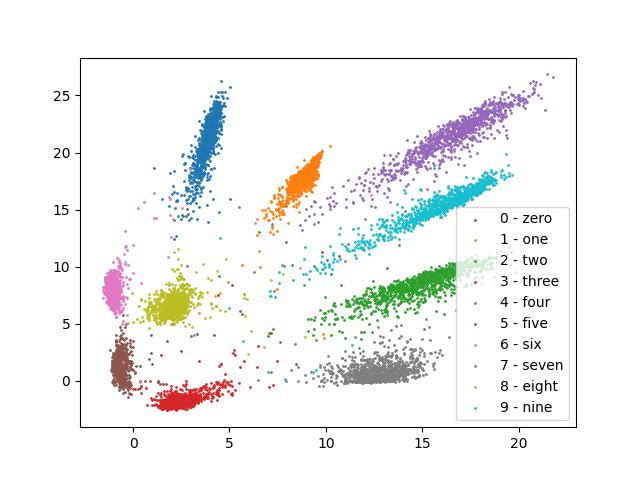 25
20
15
10
5
0
0 - zero
1 - one
2 - two
3 - three
4 - four
5 - five
6 - six
7 - seven
8 - eight
9 - nine
0 5 10 15 20